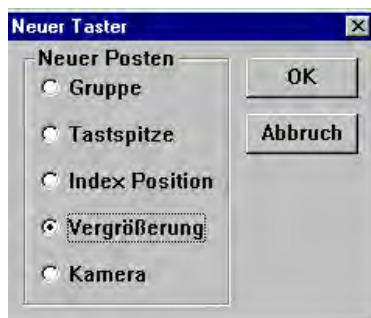 Neuer Taster
Neuer Posten
Gruppe
Tastspitze
Index Position
Vergrößerung
Kamera
OK
Abbruch